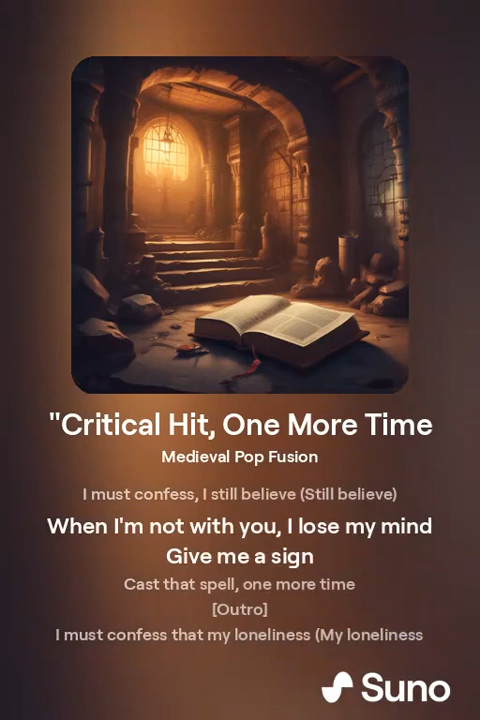 "Critical Hit, One More Time
Medieval Pop Fusion
I must confess, I still believe (Still believe)
When I'm not with you, I lose my mind
Give me a sign
Cast that spell, one more time
[Outro]
I must confess that my loneliness (My loneliness
Suno